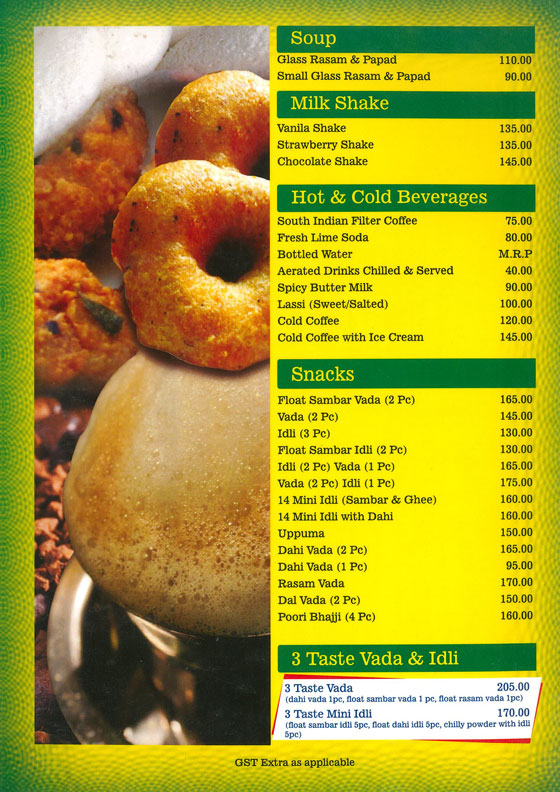 Soup
Glass Rasam & Papad 110.00
Small Glass Rasam & Papad 90.00
Milk Shake
Vanila Shake 135.00
Strawberry Shake 135.00
Chocolate Shake 145.00
Hot & Cold Beverages
South Indian Filter Coffee 75.00
Fresh Lime Soda 80.00
Bottled Water M.R.P
Aerated Drinks Chilled & Served 40.00
Spicy Butter Milk 90.00
Lassi (Sweet/Salted) 100.00
Cold Coffee 120.00
Cold Coffee with Ice Cream 145.00
Snacks
Float Sambar Vada (2 Pc) 165.00
Vada (2 Pc) 145.00
Idli (3 Pc) 130.00
Float Sambar Idli (2 Pc) 130.00
Idli (2 Pc) Vada (1 Pc) 165.00
Vada (2 Pc) Idli (1 Pc) 175.00
14 Mini Idli (Sambar & Ghee) 160.00
14 Mini Idli with Dahi 160.00
Uppuma 150.00
Dahi Vada (2 Pc) 165.00
Dahi Vada (1 Pc) 95.00
Rasam Vada 170.00
Dal Vada (2 Pc) 150.00
Poori Bhajji (4 Pc) 160.00
3 Taste Vada & Idli
3 Taste Vada 205.00
(dahi vada 1pc, float sambar vada 1 pc, float rasam vada 1pc)
3 Taste Mini Idli 170.00
(float sambar idli 5pc, float dahi idli 5pc, chilly powder with idli
5pc)
GST Extra as applicable